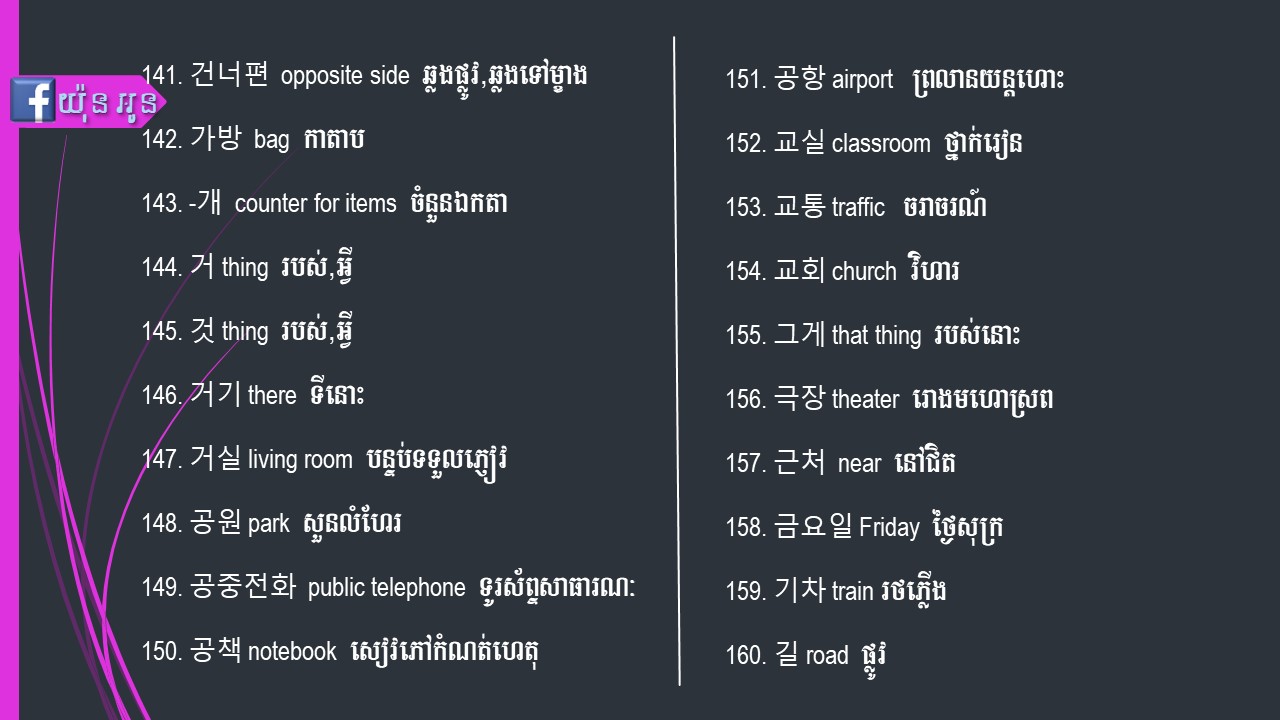 យ៉ុន អូន
141. 건너편 opposite side ឆ្លងផ្លូវ,ឆ្លងទៅម្ខាង
142. 가방 bag កាតាប
143. -개 counter for items ចំនួនឯកតា
144. 거 thing របស់,អ្វី
145. 것 thing របស់,អ្វី
146. 거기 there ទីនោះ
147. 거실 living room បន្ទប់ទទួលភ្ញៀវ
148. 공원 park សួនលំហែរ
149. 공중전화 public telephone ទូរស័ព្ទសាធារណៈ
150. 공책 notebook សៀវភៅកំណត់ហេតុ
151. 공항 airport ព្រលានយន្តហោះ
152. 교실 classroom ថ្នាក់រៀន
153. 교통 traffic ចរាចរណ៍
154. 교회 church វិហារ
155. 그게 that thing របស់នោះ
156. 극장 theater រោងមហោស្រព
157. 근처 near នៅជិត
158. 금요일 Friday ថ្ងៃសុក្រ
159. 기차 train រថភ្លើង
160. 길 road ផ្លូវ